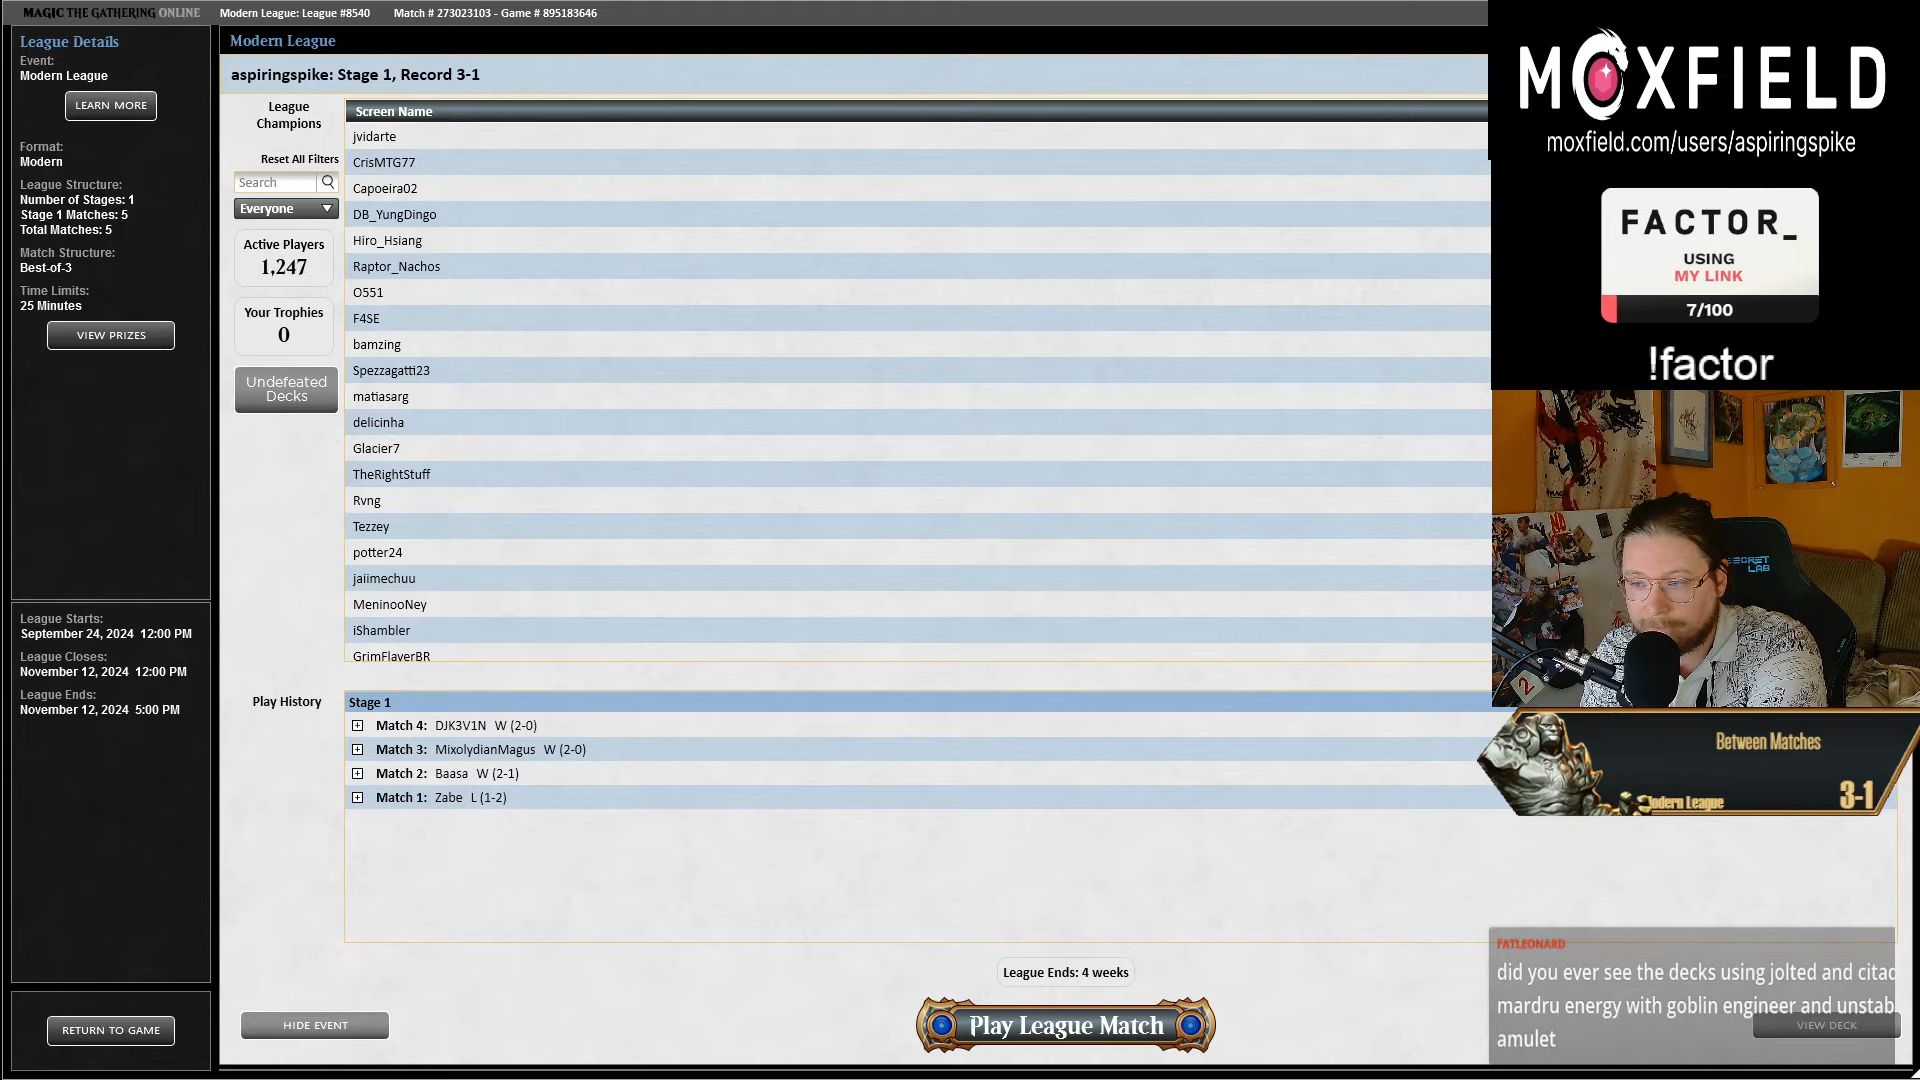 MAGIC THE GATHERING ONLINE
Modern League: League #8540
Match # 273023103 - Game # 895183646
League Details
Event:
Modern League
LEARN MORE
Format:
Modern
League Structure:
Number of Stages: 1
Stage 1 Matches: 5
Total Matches: 5
Match Structure:
Best-of-3
Time Limits:
25 Minutes
VIEW PRIZES
League Starts:
September 24, 2024 12:00 PM
League Closes:
November 12, 2024 12:00 PM
League Ends:
November 12, 2024 5:00 PM
RETURN TO GAME
Modern League
aspiringspike: Stage 1, Record 3-1
League
Champions
Reset All Filters
Search
Everyone
Active Players
1,247
Your Trophies
0
Undefeated
Decks
Screen Name
jvidarte
CrisMTG77
Capoeira02
DB_YungDingo
Hiro_Hsiang
Raptor_Nachos
O551
F4SE
bamzing
Spezzagatti23
matiasarg
delicinha
Glacier7
TheRightStuff
Rvng
Tezzey
potter24
jaiimechuu
MeninooNey
iShambler
GrimFlayerBR
Play History
Stage 1
Match 4: DJK3V1N W (2-0)
Match 3: MixolydianMagus W (2-0)
Match 2: Baasa W (2-1)
Match 1: Zabe L (1-2)
League Ends: 4 weeks
HIDE EVENT
Play League Match
MOXFIELD
moxfield.com/users/aspiringspike
FACTOR_
USING
MY LINK
7/100
!factor
SECRET
LAB
2
Between Matches
Modern League
3-1
FATLEONARD
did you ever see the decks using jolted and citad
mardru energy with goblin engineer and unstab
amulet
VIEW DECK